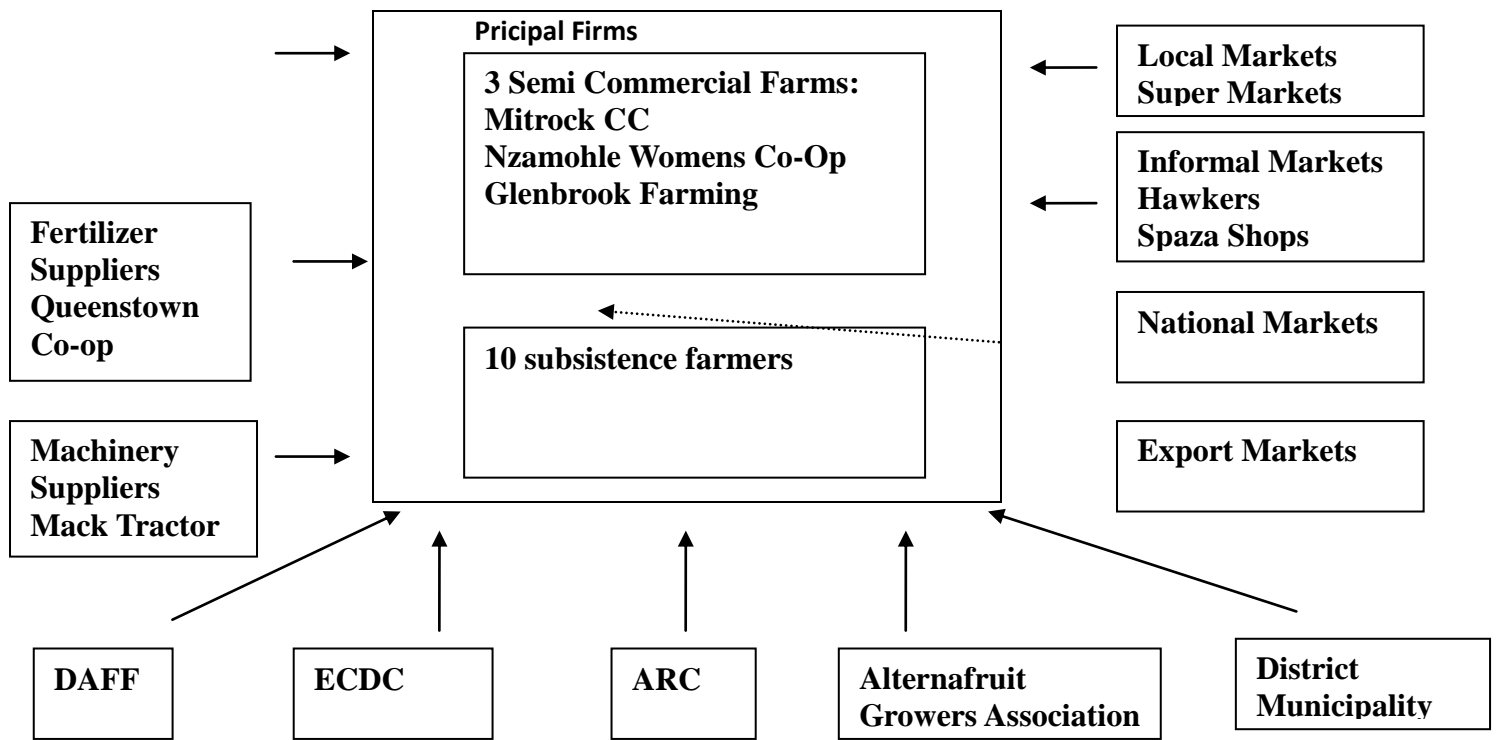 Pricipal Firms
3 Semi Commercial Farms:
Mitrock CC
Nzamohle Womens Co-Op
Glenbrook Farming
10 subsistence farmers
Fertilizer
Suppliers
Queenstown
Co-op
Machinery
Suppliers
Mack Tractor
Local Markets
Super Markets
Informal Markets
Hawkers
Spaza Shops
National Markets
Export Markets
DAFF
ECDC
ARC
Alternafruit
Growers Association
District
Municipality